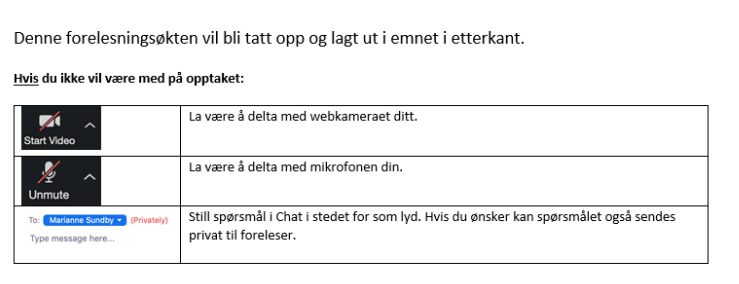 Denne forelesningsøkten vil bli tatt opp og lagt ut i emnet i etterkant.
Hvis du ikke vil være med på opptaket:
Start Video
La være å delta med webkameraet ditt.
Unmute
La være å delta med mikrofonen din.
To: Marianne Sundby (Privately)
Type message here...
Still spørsmål i Chat i stedet for som lyd. Hvis du ønsker kan spørsmålet også sendes
privat til foreleser.